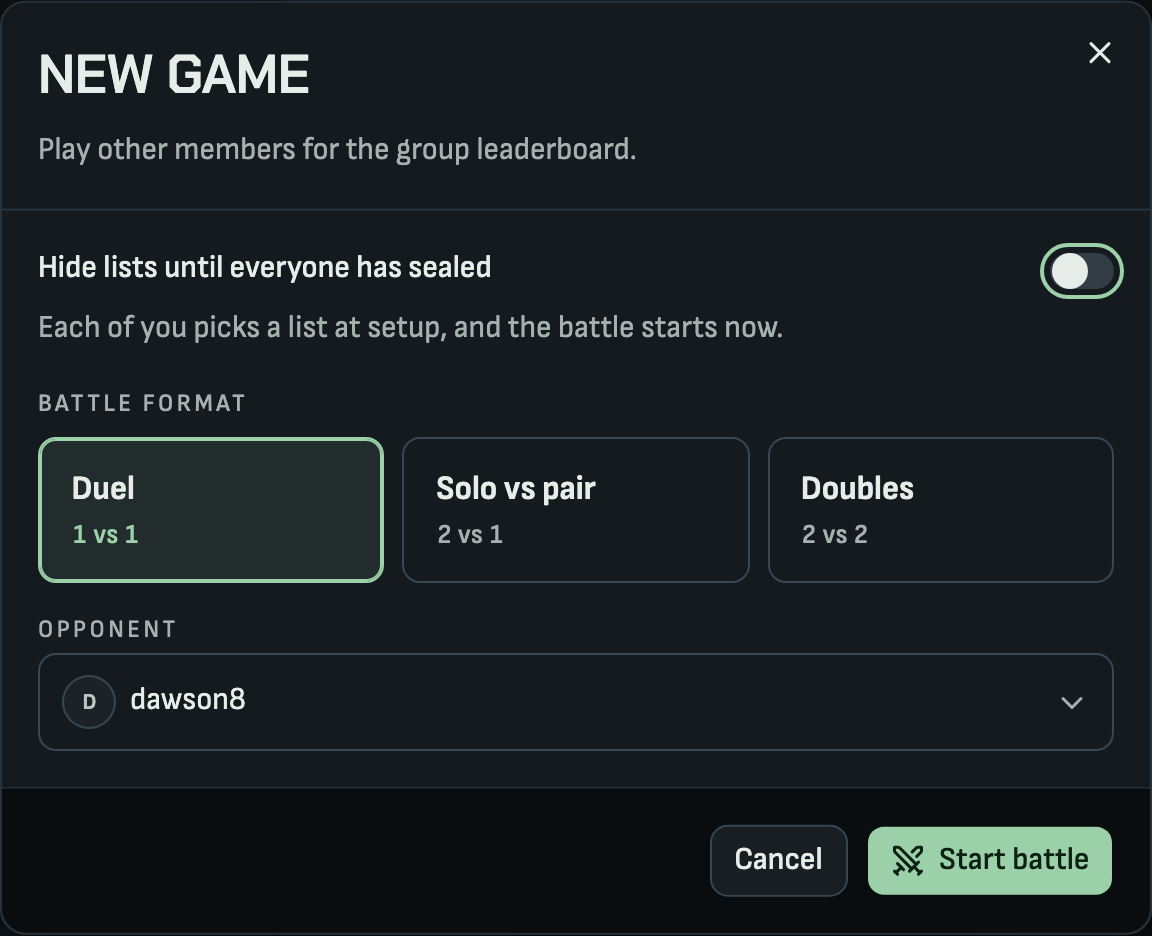 NEW GAME
Play other members for the group leaderboard.
Hide lists until everyone has sealed
Each of you picks a list at setup, and the battle starts now.
BATTLE FORMAT
Duel
1 vs 1
Solo vs pair
2 vs 1
Doubles
2 vs 2
OPPONENT
D dawson8
Cancel
Start battle